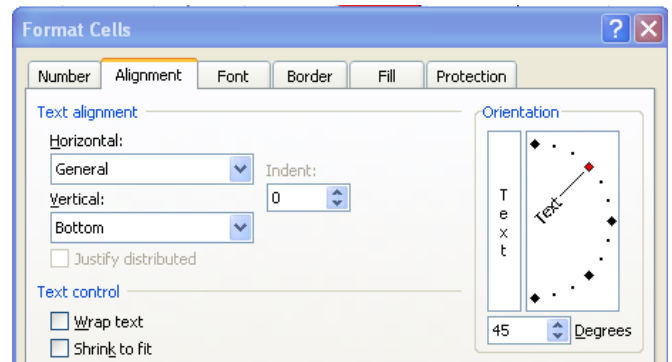 Format Cells
Number Alignment Font Border Fill Protection
Text alignment
Horizontal:
General
Indent:
0
Vertical:
Bottom
Justify distributed
Text control
Wrap text
Shrink to fit
Orientation
T
e
x
t
Text
45 Degrees